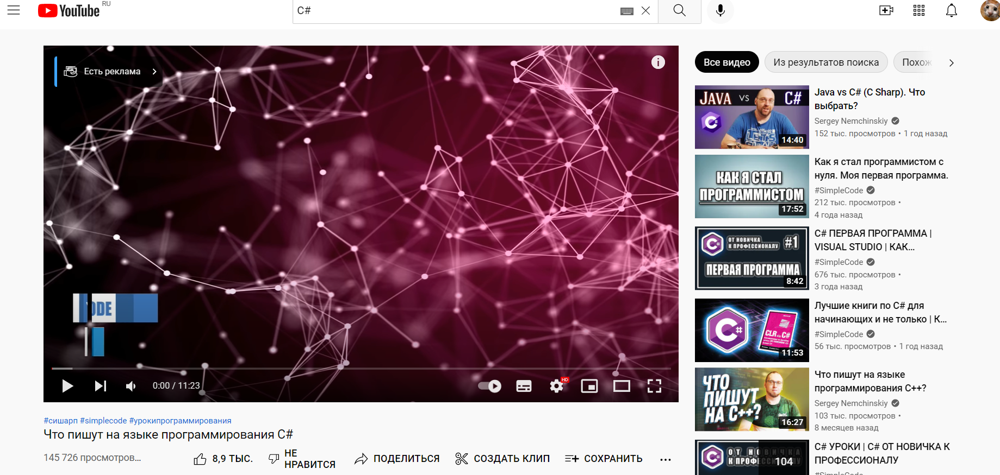 YouTube RU
C#
Есть реклама
ODE
0:00 / 11:23
HD
#сишарп #simplecode #урокипрограммирования
Что пишут на языке программирования C#
145 726 просмотров...
8,9 ТЫС.
НЕ
НРАВИТСЯ
ПОДЕЛИТЬСЯ
СОЗДАТЬ КЛИП
СОХРАНИТЬ
Все видео
Из результатов поиска
Похож
JAVA VS C#
C#
14:40
Java vs C# (C Sharp). Что
выбрать?
Sergey Nemchinskiy
152 тыс. просмотров • 1 год назад
КАК Я СТАЛ
ПРОГРАММИСТОМ
17:52
Как я стал программистом с
нуля. Моя первая программа.
#SimpleCode
212 тыс. просмотров •
4 года назад
C#
ОТ НОВИЧКА
К ПРОФЕССИОНАЛУ
#1
ПЕРВАЯ ПРОГРАММА
8:42
C# ПЕРВАЯ ПРОГРАММА |
VISUAL STUDIO | КАК...
#SimpleCode
676 тыс. просмотров •
3 года назад
C#
CLR via C#
11:53
Лучшие книги по C# для
начинающих и не только | К...
#SimpleCode
56 тыс. просмотров • 1 год назад
ЧТО
ПИШУТ
НА C++?
16:27
Что пишут на языке
программирования C++?
Sergey Nemchinskiy
103 тыс. просмотров •
8 месяцев назад
C#
ОТ НОВИЧКА
К ПРОФЕССИОНАЛУ
104
C# УРОКИ | C# ОТ НОВИЧКА К
ПРОФЕССИОНАЛУ
#SimpleCode